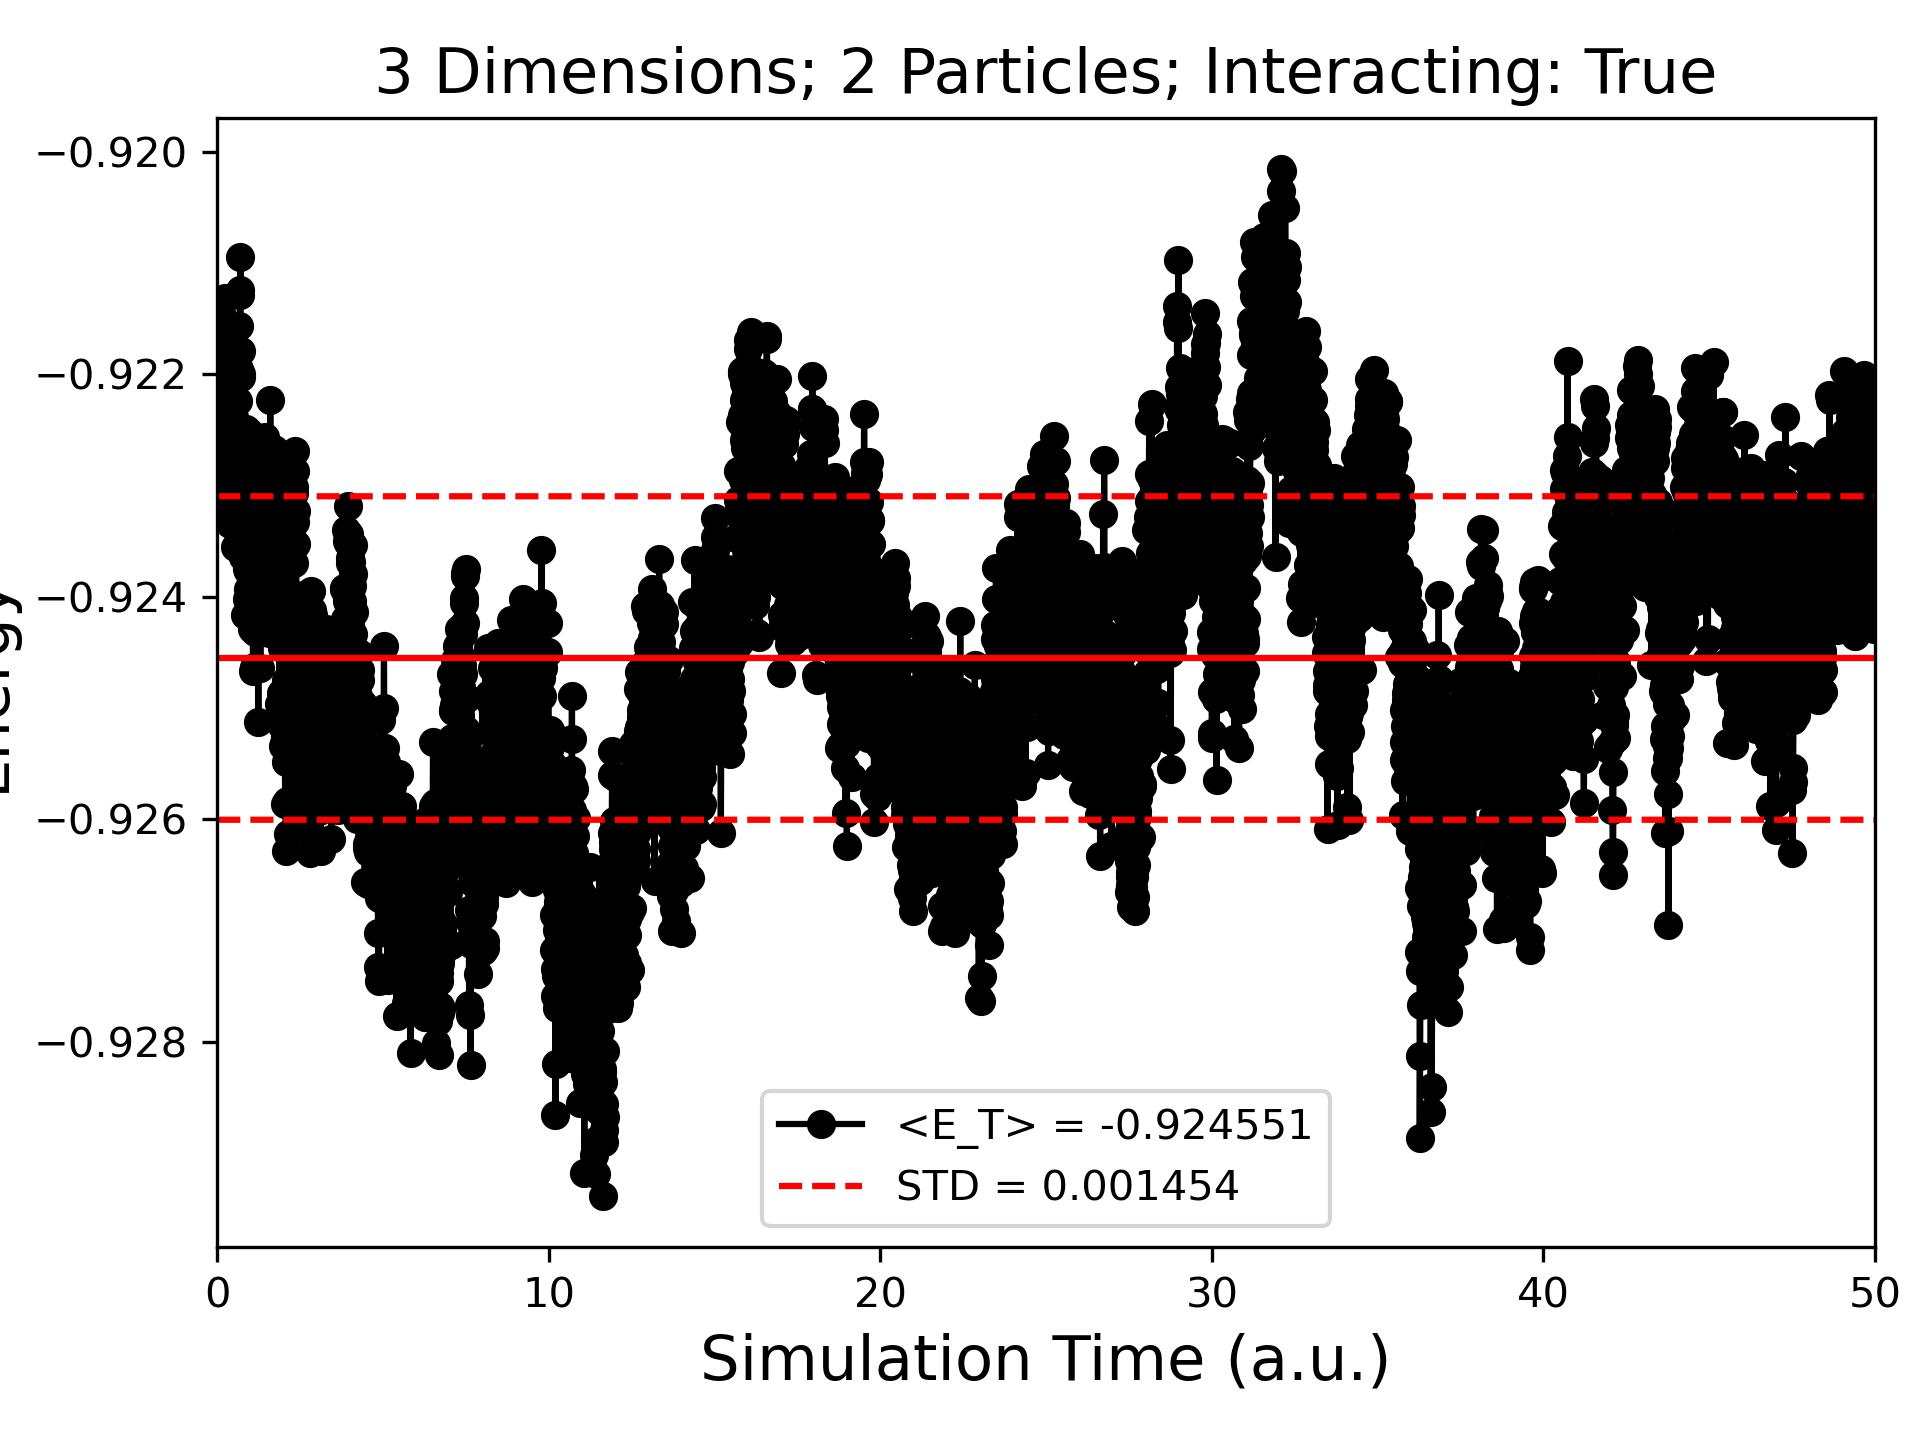 3 Dimensions; 2 Particles; Interacting: True
−0.920
−0.922
−0.924
−0.926
−0.928
Energy
<E_T> = -0.924551
STD = 0.001454
0 10 20 30 40 50
Simulation Time (a.u.)